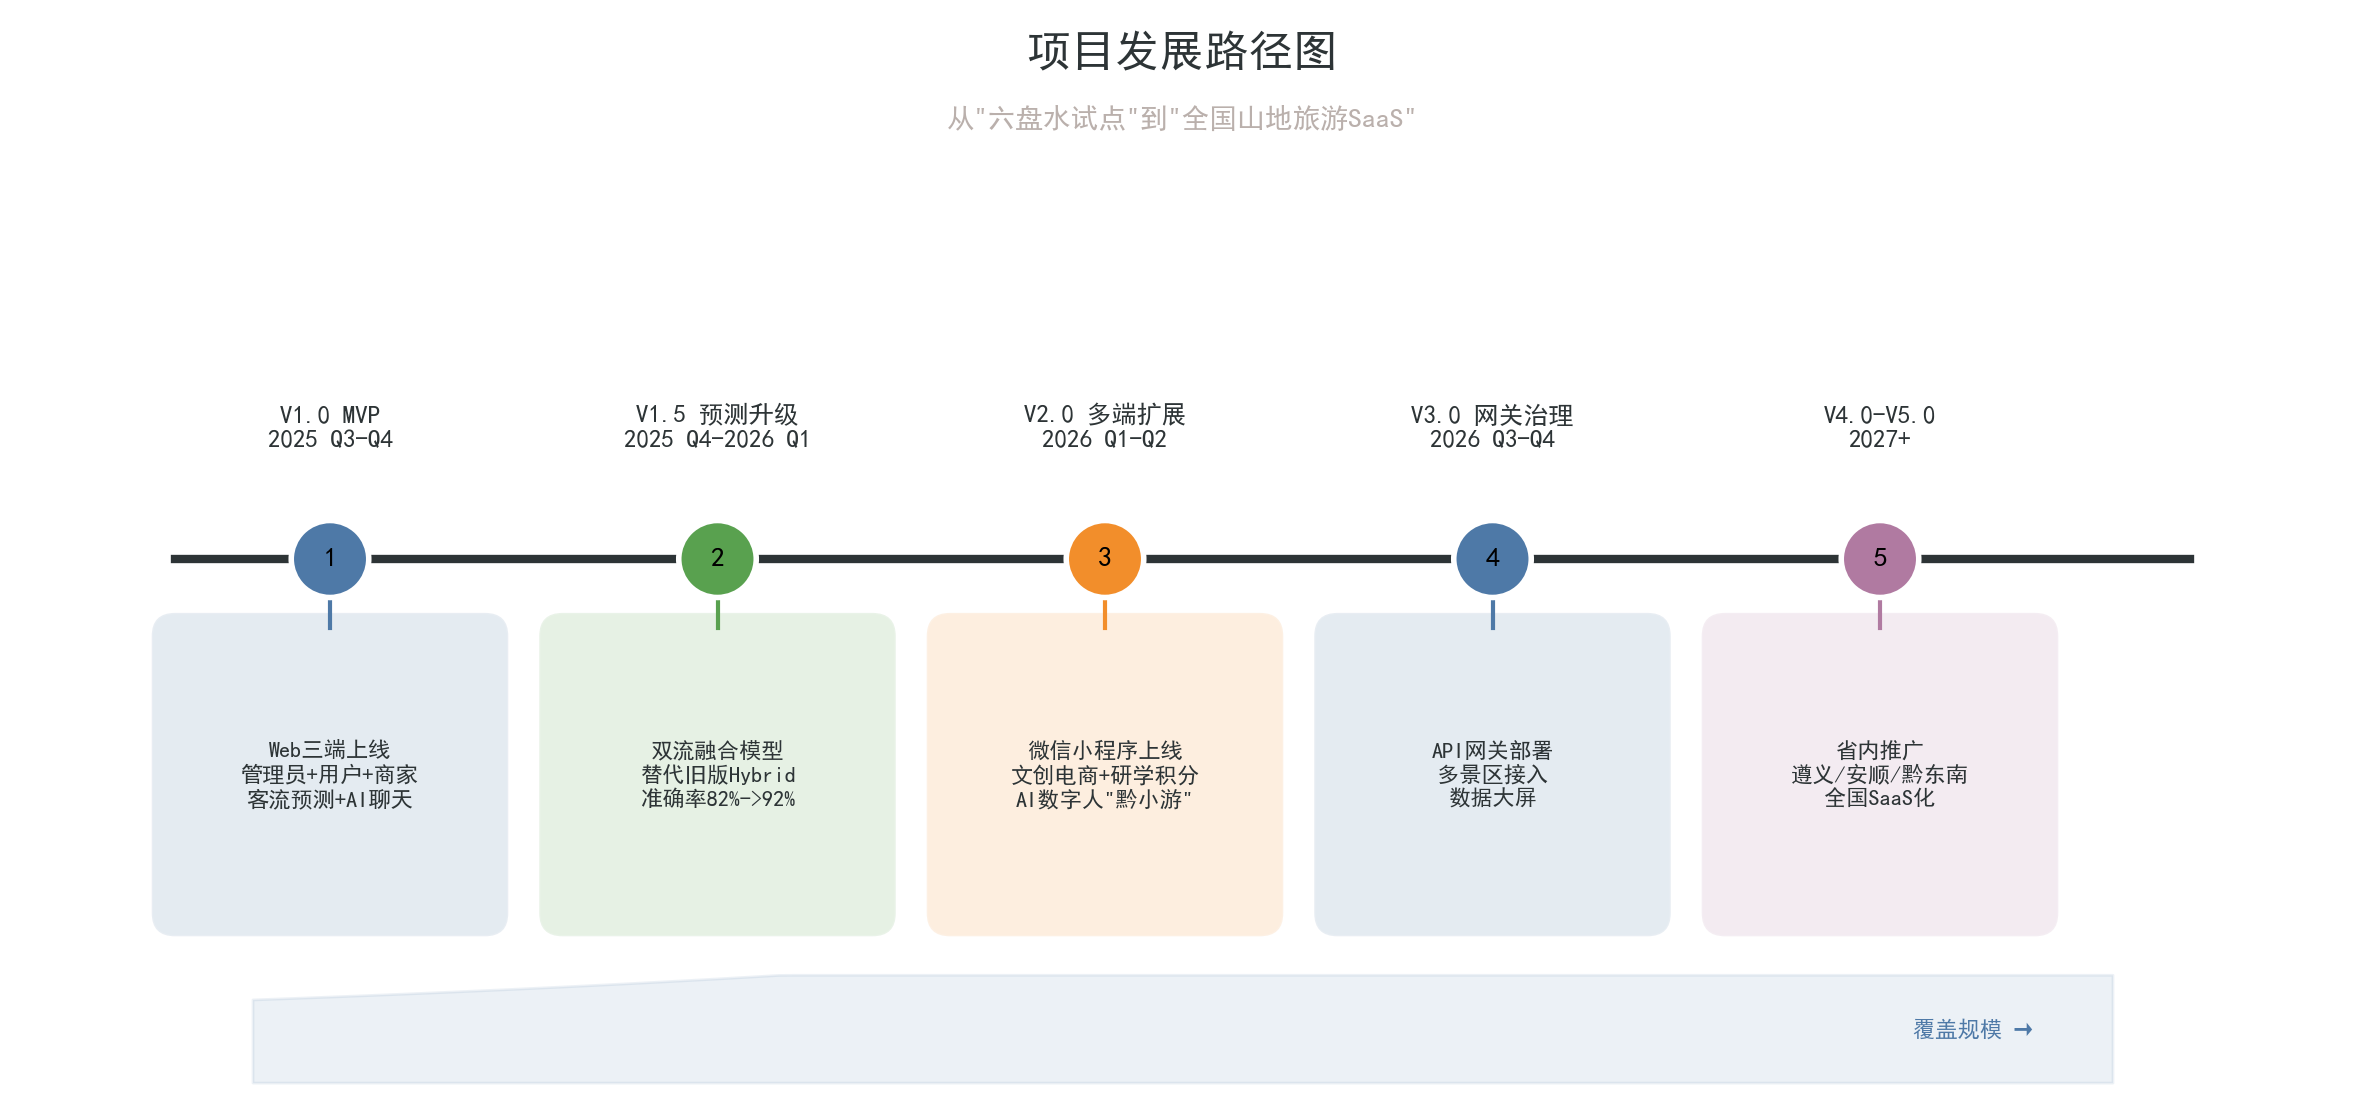 项目发展路径图
从"六盘水试点"到"全国山地旅游SaaS"
V1.0 MVP
2025 Q3-Q4
V1.5 预测升级
2025 Q4-2026 Q1
V2.0 多端扩展
2026 Q1-Q2
V3.0 网关治理
2026 Q3-Q4
V4.0-V5.0
2027+
1
2
3
4
5
Web三端上线
管理员+用户+商家
客流预测+AI聊天
双流融合模型
替代旧版Hybrid
准确率82%->92%
微信小程序上线
文创电商+研学积分
AI数字人"黔小游"
API网关部署
多景区接入
数据大屏
省内推广
遵义/安顺/黔东南
全国SaaS化
覆盖规模 →